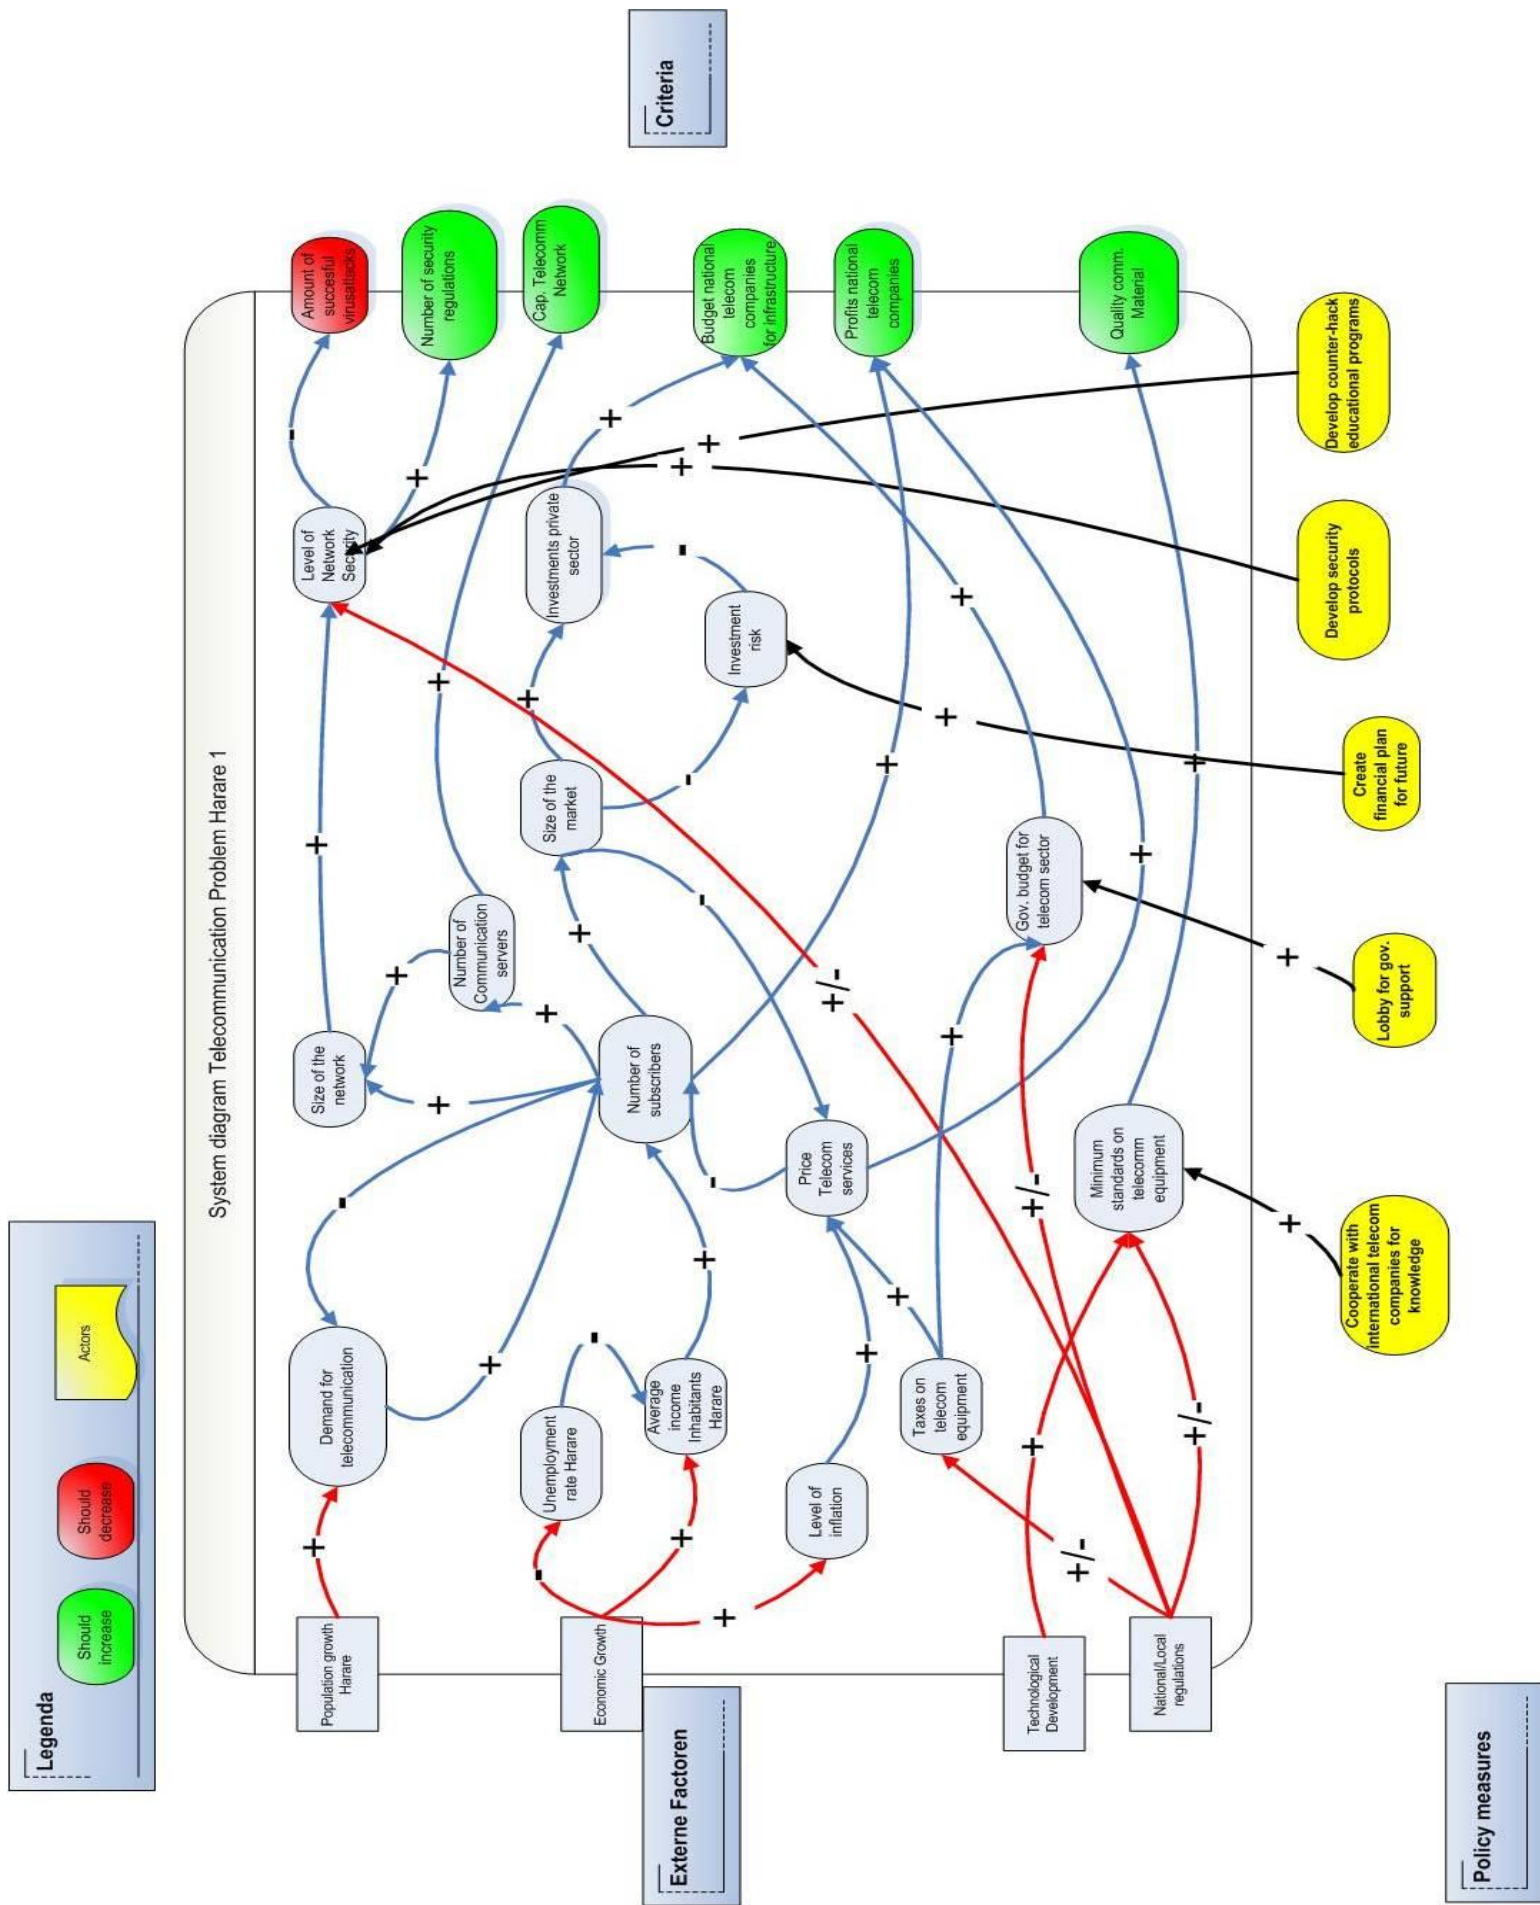 Legenda
Should
increase
Should
decrease
Actors
System diagram Telecommunication Problem Harare 1
Population growth
Harare
Economic Growth
Technological
Development
National/Local
regulations
Externe Factoren
Demand for
telecommunication
Unemployment
rate Harare
Average
income
Inhabitants
Harare
Level of
inflation
Taxes on
telecom
equipment
Size of the
network
Number of
Communication
servers
Number of
subscribers
Price
Telecom
services
Minimum
standards on
telecomm
equipment
Size of the
market
Gov. budget for
telecom sector
Level of
Network
Security
Investments private
sector
Investment
risk
Amount of
succesful
virusattacks
Number of security
regulations
Cap. Telecomm
Network
Budget national
telecom
companies
for infrastructure
Profits national
telecom
companies
Quality comm.
Material
Criteria
+
-
+
-
+
+
+
-
+
+
+
+
+
+
-
+
-
-
+
-
+
+
+
-
+
+
+
+
+
+
+/-
+/-
+/-
+/-
+
+
+
+
+
Cooperate with
international telecom
companies for
knowledge
Lobby for gov.
support
Create
financial plan
for future
Develop security
protocols
Develop counter-hack
educational programs
Policy measures